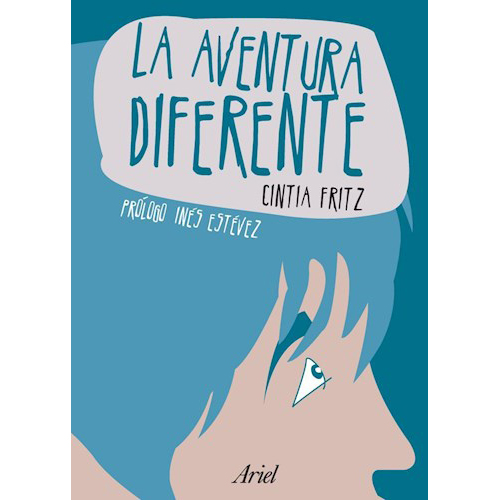 LA AVENTURA
DIFERENTE
CINTIA FRITZ
PRÓLOGO INÉS ESTÉVEZ
Ariel